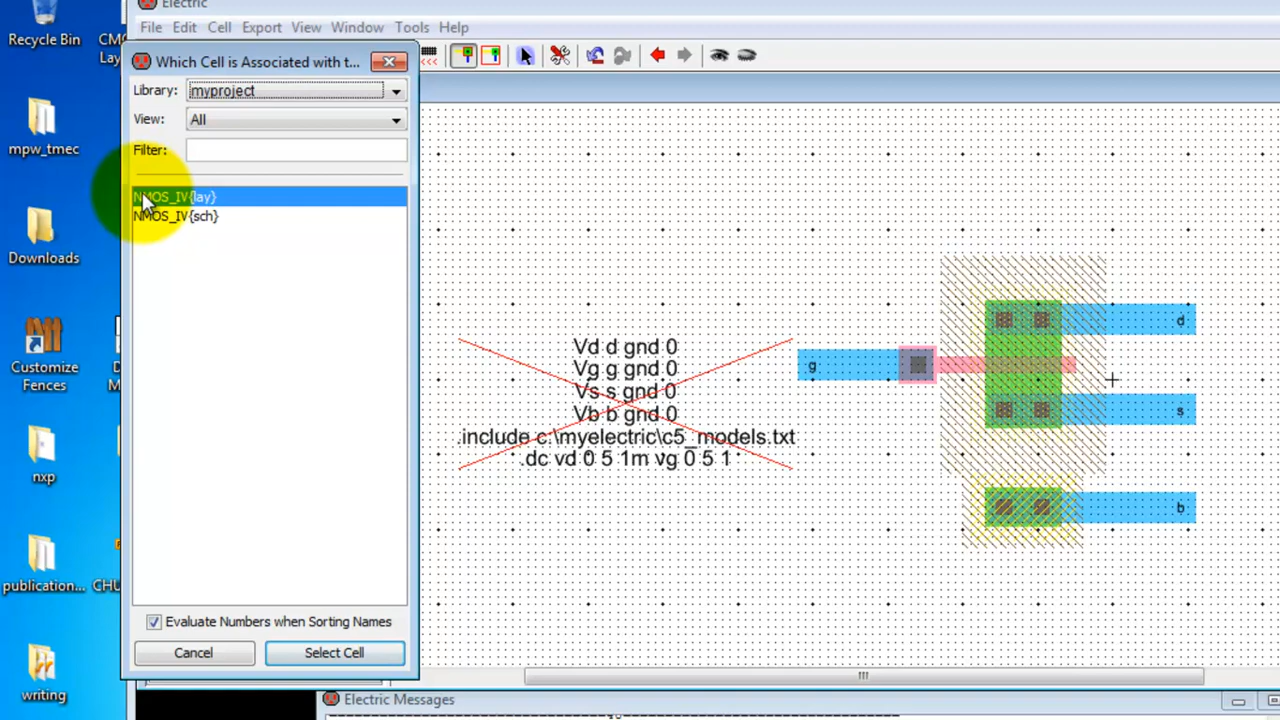 Recycle Bin
CM
Lay
mpw_tmec
Downloads
Customize
Fences
D
M
nxp
publication...
CHU
writing
Electric
File Edit Cell Export View Window Tools Help
Which Cell is Associated with t...
Library: myproject
View: All
Filter:
NMOS_IV{lay}
NMOS_IV{sch}
Evaluate Numbers when Sorting Names
Cancel Select Cell
Vd d gnd 0
Vg g gnd 0
Vs s gnd 0
Vb b gnd 0
.include c:\myelectric\c5_models.txt
.dc vd 0 5 1m vg 0 5 1
g
d
s
b
Electric Messages